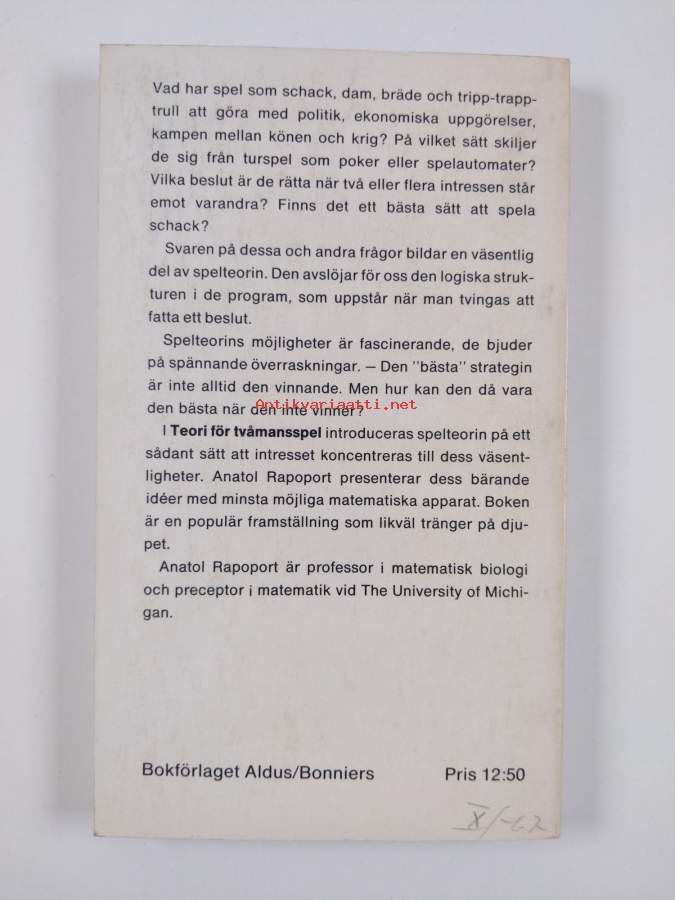 Vad har spel som schack, dam, bräde och tripp-trapp-
trull att göra med politik, ekonomiska uppgörelser,
kampen mellan könen och krig? På vilket sätt skiljer
de sig från turspel som poker eller spelautomater?
Vilka beslut är de rätta när två eller flera intressen står
emot varandra? Finns det ett bästa sätt att spela
schack?
Svaren på dessa och andra frågor bildar en väsentlig
del av spelteorin. Den avslöjar för oss den logiska struk-
turen i de program, som uppstår när man tvingas att
fatta ett beslut.
Spelteorins möjligheter är fascinerande, de bjuder
på spännande överraskningar. – Den "bästa" strategin
är inte alltid den vinnande. Men hur kan den då vara
den bästa när den inte vinner?
Antikvariaatti.net
I Teori för tvåmansspel introduceras spelteorin på ett
sådant sätt att intresset koncentreras till dess väsent-
ligheter. Anatol Rapoport presenterar dess bärande
idéer med minsta möjliga matematiska apparat. Boken
är en populär framställning som likväl tränger på dju-
pet.
Anatol Rapoport är professor i matematisk biologi
och preceptor i matematik vid The University of Michi-
gan.
Bokförlaget Aldus/Bonniers Pris 12:50